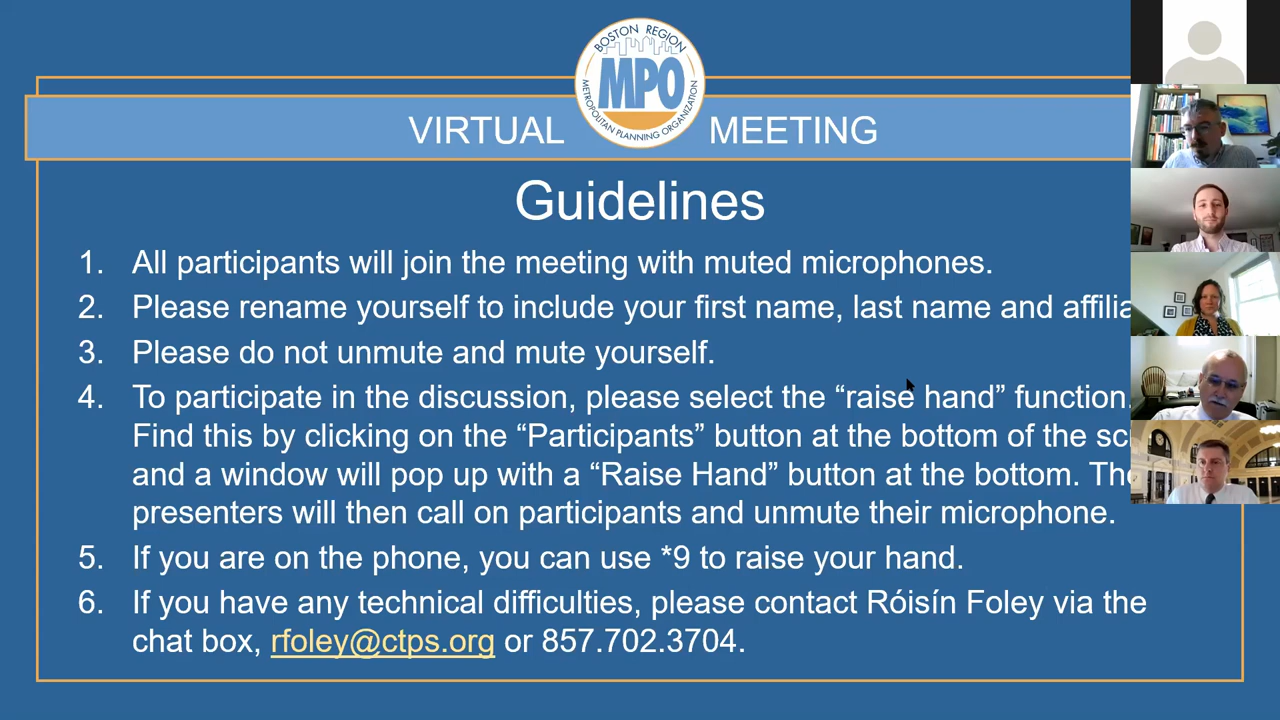 BOSTON REGION
MPO
METROPOLITAN PLANNING ORGANIZATION
VIRTUAL MEETING
Guidelines
1. All participants will join the meeting with muted microphones.
2. Please rename yourself to include your first name, last name and
3. Please do not unmute and mute yourself.
4. To participate in the discussion, please select the “raise hand” function.
Find this by clicking on the “Participants” button at the bottom of the
and a window will pop up with a “Raise Hand” button at the bottom. The
presenters will then call on participants and unmute their microphone.
5. If you are on the phone, you can use *9 to raise your hand.
6. If you have any technical difficulties, please contact Róisín Foley via the
chat box, rfoley@ctps.org or 857.702.3704.